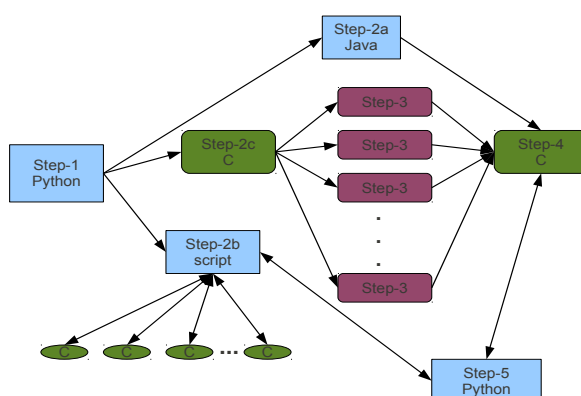 Step-2a
Java
Step-3
Step-2c
C
Step-3
Step-4
C
Step-1
Python
Step-3
.
.
.
Step-2b
script
Step-3
C
C
C
...
C
Step-5
Python